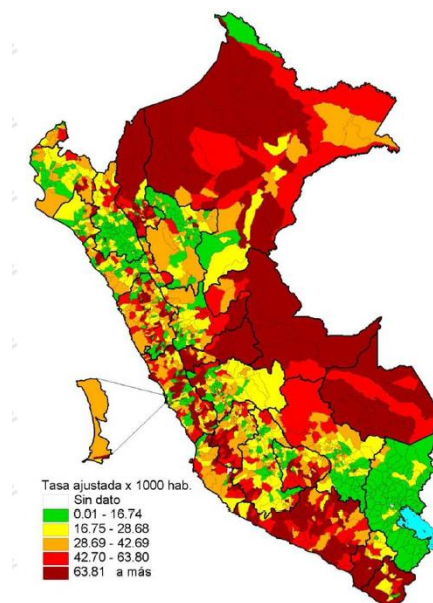 Tasa ajustada x 1000 hab.
Sin dato
0.01 - 16.74
16.75 - 28.68
28.69 - 42.69
42.70 - 63.80
63.81 a más